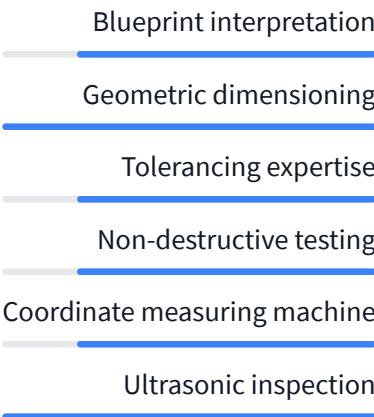 Blueprint interpretation
Geometric dimensioning
Tolerancing expertise
Non-destructive testing
Coordinate measuring machine
Ultrasonic inspection